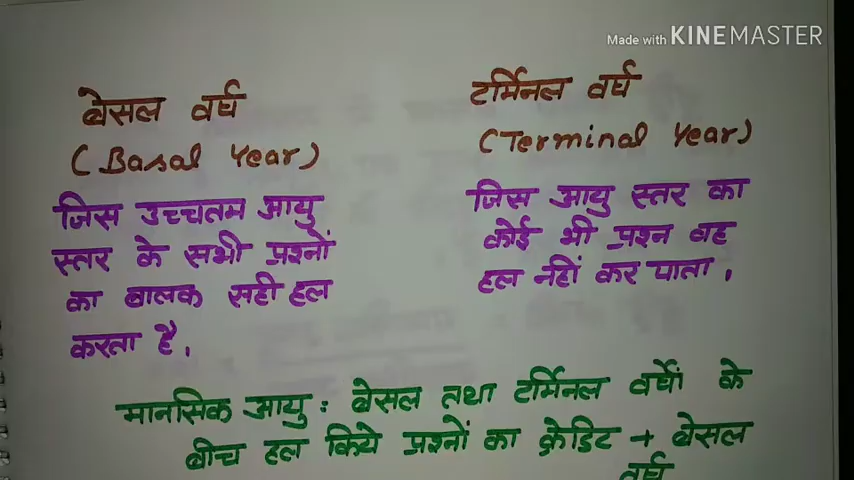 Made with KINEMASTER
बेसल वर्ष
(Basal Year)
जिस उच्चतम आयु
स्तर के सभी प्रश्नों
का बालक सही हल
करता है.
टर्मिनल वर्ष
(Terminal Year)
जिस आयु स्तर का
कोई भी प्रश्न वह
हल नहीं कर पाता.
मानसिक आयु : बेसल तथा टर्मिनल वर्षों के
बीच हल किये प्रश्नों का क्रेडिट + बेसल
वर्ष